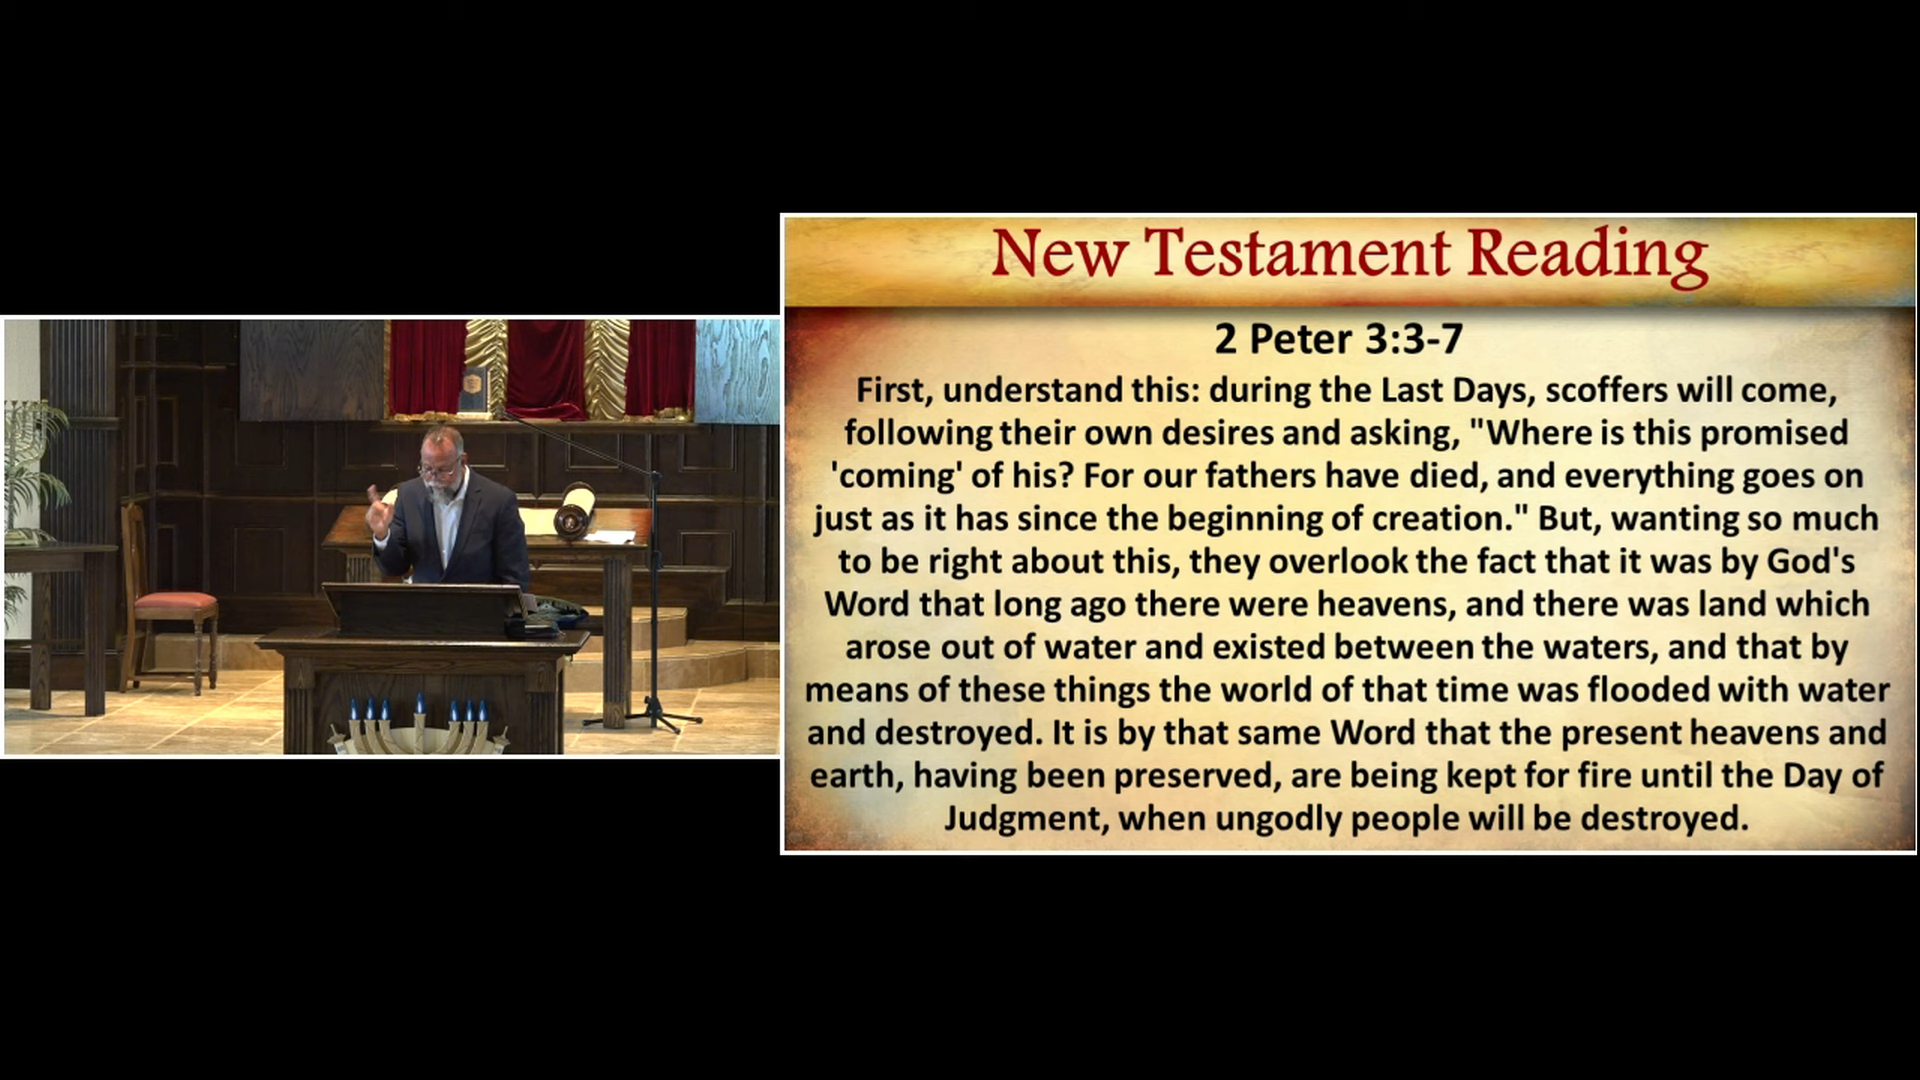 New Testament Reading
2 Peter 3:3-7
First, understand this: during the Last Days, scoffers will come,
following their own desires and asking, "Where is this promised
'coming' of his? For our fathers have died, and everything goes on
just as it has since the beginning of creation." But, wanting so much
to be right about this, they overlook the fact that it was by God's
Word that long ago there were heavens, and there was land which
arose out of water and existed between the waters, and that by
means of these things the world of that time was flooded with water
and destroyed. It is by that same Word that the present heavens and
earth, having been preserved, are being kept for fire until the Day of
Judgment, when ungodly people will be destroyed.